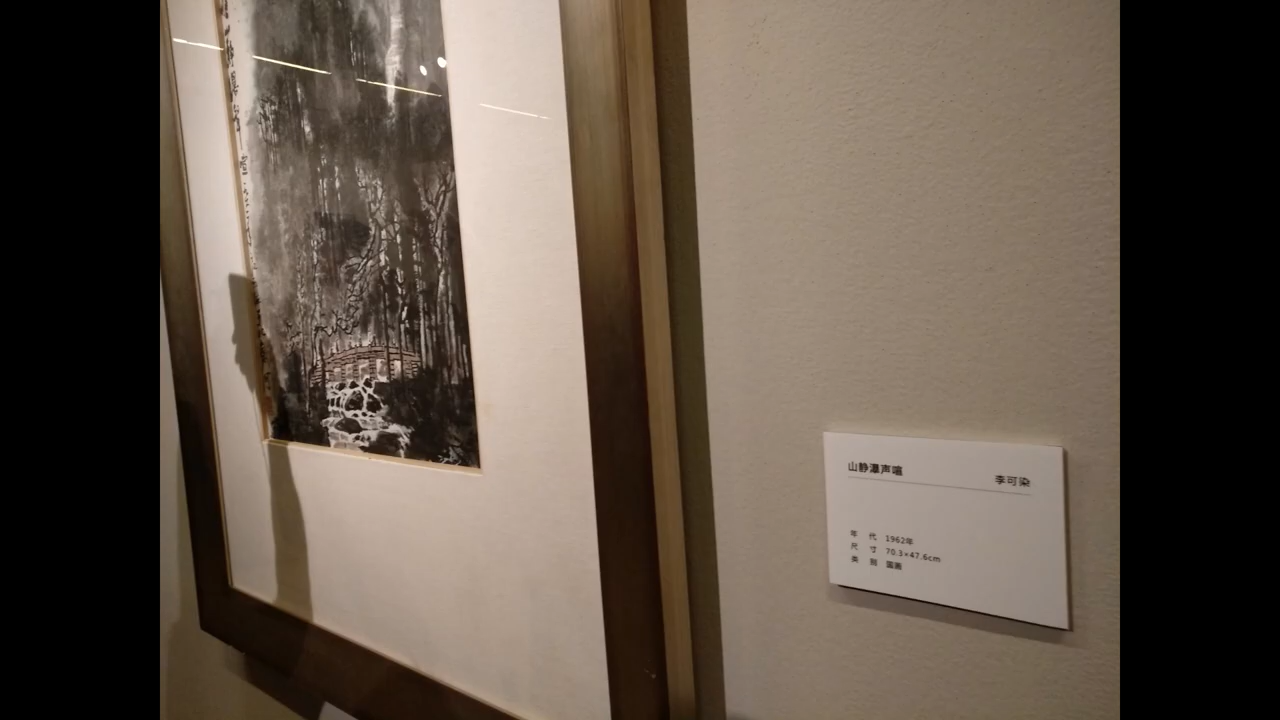 山静瀑声喧
李可染
年 代 1962年
尺 寸 70.3×47.6cm
类 别 国画